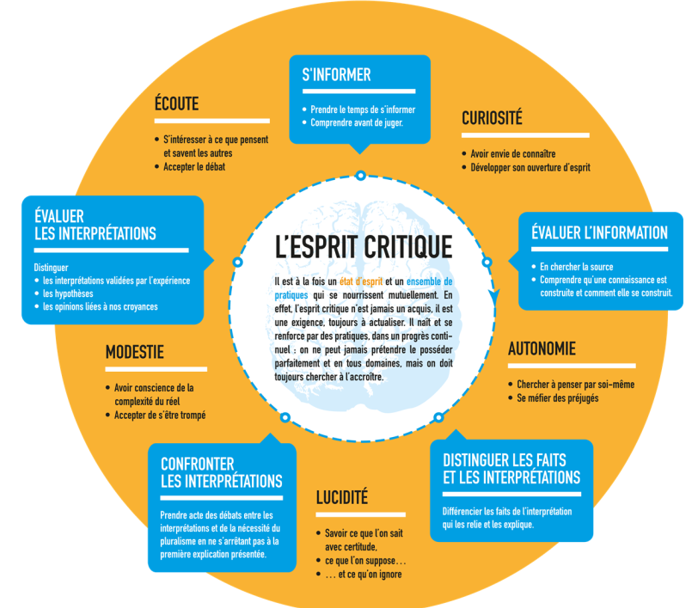 S'INFORMER
• Prendre le temps de s'informer
• Comprendre avant de juger.
CURIOSITÉ
• Avoir envie de connaître
• Développer son ouverture d'esprit
ÉVALUER L'INFORMATION
• En chercher la source
• Comprendre qu'une connaissance est
construite et comment elle se construit.
AUTONOMIE
• Chercher à penser par soi-même
• Se méfier des préjugés
DISTINGUER LES FAITS
ET LES INTERPRÉTATIONS
Différencier les faits de l'interprétation
qui les relie et les explique.
LUCIDITÉ
• Savoir ce que l'on sait
avec certitude,
• ce que l'on suppose…
• … et ce qu'on ignore
CONFRONTER
LES INTERPRÉTATIONS
Prendre acte des débats entre les
interprétations et de la nécessité du
pluralisme en ne s'arrêtant pas à la
première explication présentée.
MODESTIE
• Avoir conscience de la
complexité du réel
• Accepter de s'être trompé
ÉVALUER
LES INTERPRÉTATIONS
Distinguer
• les interprétations validées par l'expérience
• les hypothèses
• les opinions liées à nos croyances
ÉCOUTE
• S'intéresser à ce que pensent
et savent les autres
• Accepter le débat
L'ESPRIT CRITIQUE
Il est à la fois un état d'esprit et un ensemble de
pratiques qui se nourrissent mutuellement. En
effet, l'esprit critique n'est jamais un acquis, il est
une exigence, toujours à actualiser. Il naît et se
renforce par des pratiques, dans un progrès conti-
nuel : on ne peut jamais prétendre le posséder
parfaitement et en tous domaines, mais on doit
toujours chercher à l'accroître.